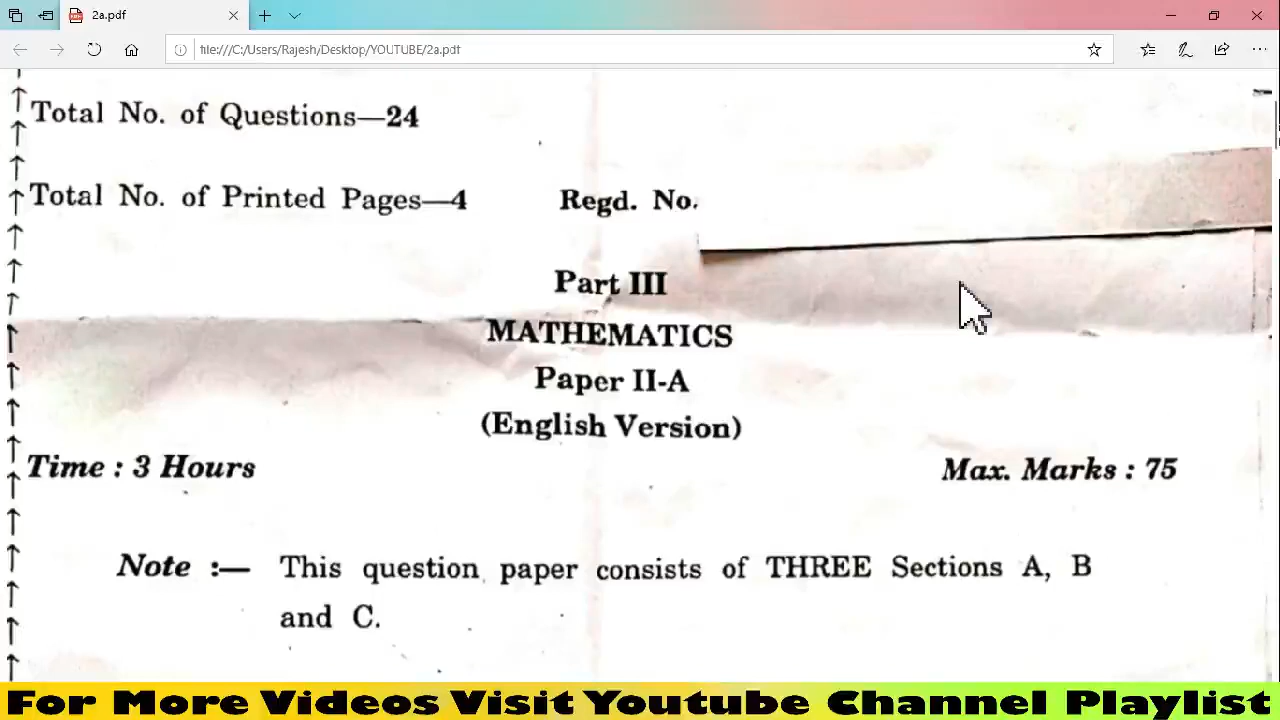 2a.pdf
file:///C:/Users/Rajesh/Desktop/YOUTUBE/2a.pdf
Total No. of Questions—24
Total No. of Printed Pages—4 Regd. No.
Part III
MATHEMATICS
Paper II-A
(English Version)
Time : 3 Hours Max. Marks : 75
Note :— This question paper consists of THREE Sections A, B
and C.
For More Videos Visit Youtube Channel Playlist